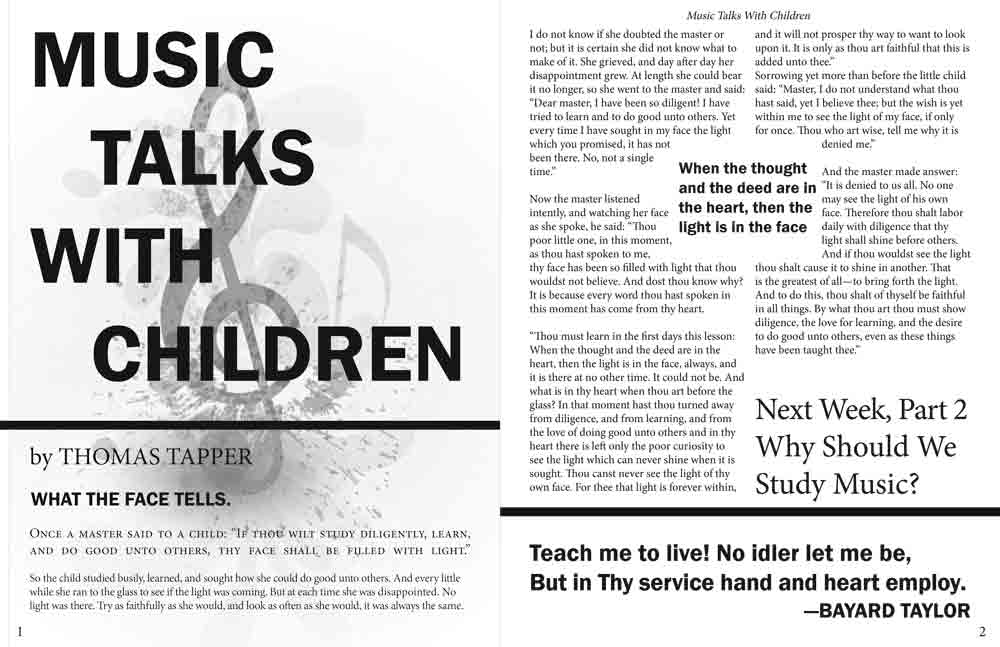 MUSIC
TALKS
WITH
CHILDREN
by THOMAS TAPPER
WHAT THE FACE TELLS.
Once a master said to a child: “If thou wilt study diligently, learn,
and do good unto others, thy face shall be filled with light.”
So the child studied busily, learned, and sought how she could do good unto others. And every little
while she ran to the glass to see if the light was coming. But at each time she was disappointed. No
light was there. Try as faithfully as she would, and look as often as she would, it was always the same.
1
Music Talks With Children
I do not know if she doubted the master or
not; but it is certain she did not know what to
make of it. She grieved, and day after day her
disappointment grew. At length she could bear
it no longer, so she went to the master and said:
“Dear master, I have been so diligent! I have
tried to learn and to do good unto others. Yet
every time I have sought in my face the light
which you promised, it has not
been there. No, not a single
time.”
Now the master listened
intently, and watching her face
as she spoke, he said: “Thou
poor little one, in this moment,
as thou hast spoken to me,
thy face has been so filled with light that thou
wouldst not believe. And dost thou know why?
It is because every word thou hast spoken in
this moment has come from thy heart.
“Thou must learn in the first days this lesson:
When the thought and the deed are in the
heart, then the light is in the face, always, and
it is there at no other time. It could not be. And
what is in thy heart when thou art before the
glass? In that moment hast thou turned away
from diligence, and from learning, and from
the love of doing good unto others and in thy
heart there is left only the poor curiosity to
see the light which can never shine when it is
sought. Thou canst never see the light of thy
own face. For thee that light is forever within,
When the thought
and the deed are in
the heart, then the
light is in the face
and it will not prosper thy way to want to look
upon it. It is only as thou art faithful that this is
added unto thee.”
Sorrowing yet more than before the little child
said: “Master, I do not understand what thou
hast said, yet I believe thee; but the wish is yet
within me to see the light of my face, if only
for once. Thou who art wise, tell me why it is
denied me.”
And the master made answer:
“It is denied to us all. No one
may see the light of his own
face. Therefore thou shalt labor
daily with diligence that thy
light shall shine before others.
And if thou wouldst see the light
thou shalt cause it to shine in another. That
is the greatest of all—to bring forth the light.
And to do this, thou shalt of thyself be faithful
in all things. By what thou art thou must show
diligence, the love for learning, and the desire
to do good unto others, even as these things
have been taught thee.”
Next Week, Part 2
Why Should We
Study Music?
Teach me to live! No idler let me be,
But in Thy service hand and heart employ.
—BAYARD TAYLOR
2